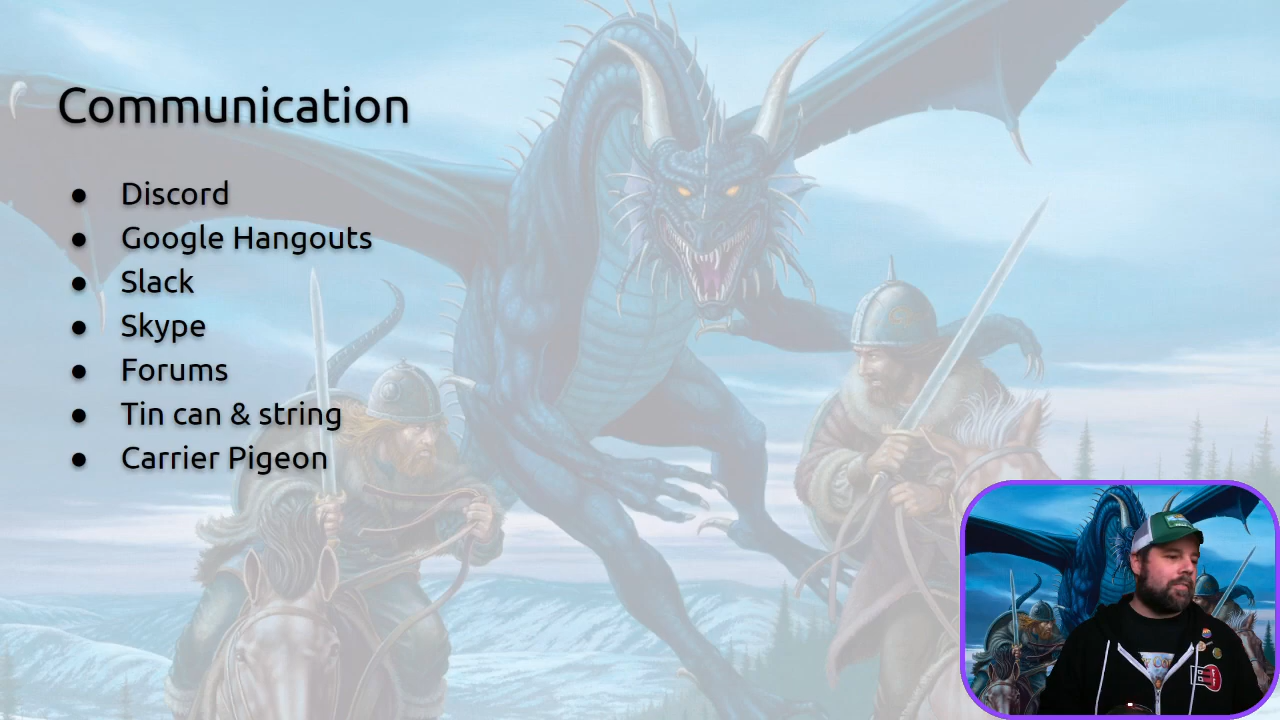 Communication
● Discord
● Google Hangouts
● Slack
● Skype
● Forums
● Tin can & string
● Carrier Pigeon